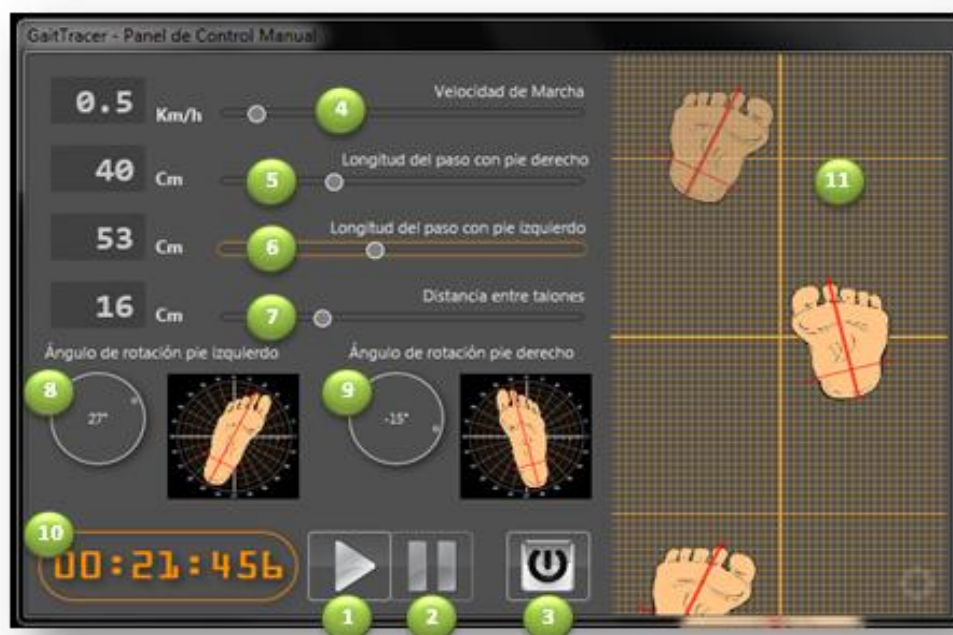 GaitTracer - Panel de Control Manual
0.5 Km/h 4 Velocidad de Marcha
40 Cm 5 Longitud del paso con pie derecho
53 Cm 6 Longitud del paso con pie izquierdo
16 Cm 7 Distancia entre talones
11
Ángulo de rotación pie izquierdo
Ángulo de rotación pie derecho
8 27°
9 -15°
10
00:21:456
1 2 3